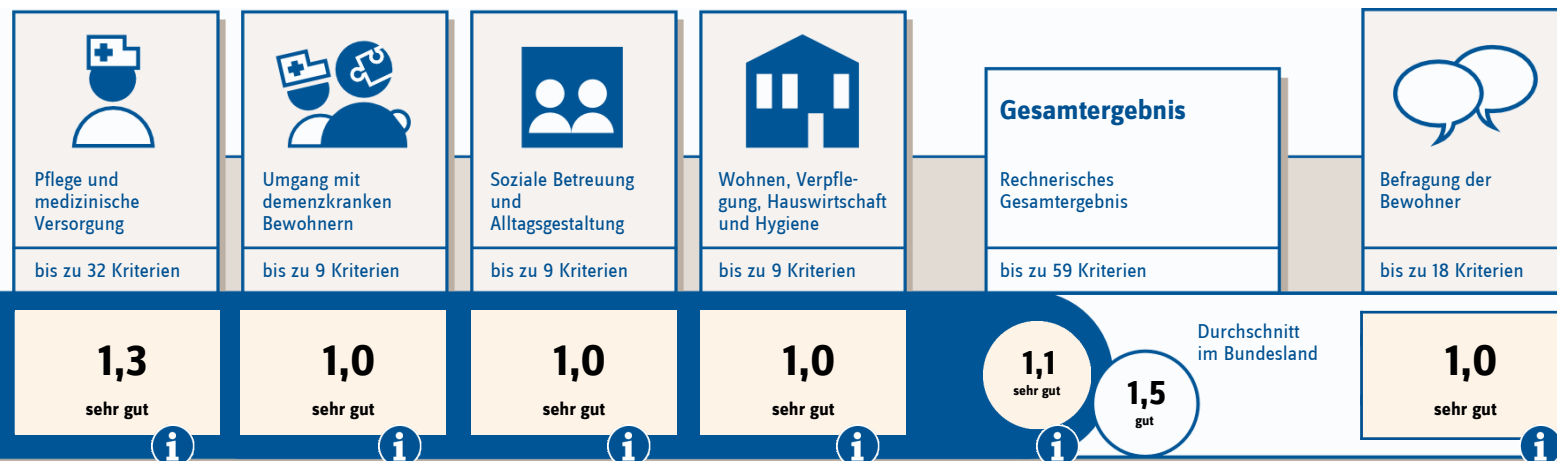 Pflege und
medizinische
Versorgung
bis zu 32 Kriterien
1,3
sehr gut
i
Umgang mit
demenzkranken
Bewohnern
bis zu 9 Kriterien
1,0
sehr gut
i
Soziale Betreuung
und
Alltagsgestaltung
bis zu 9 Kriterien
1,0
sehr gut
i
Wohnen, Verpfle-
gung, Hauswirtschaft
und Hygiene
bis zu 9 Kriterien
1,0
sehr gut
i
Gesamtergebnis
Rechnerisches
Gesamtergebnis
bis zu 59 Kriterien
1,1
sehr gut
i
Durchschnitt
im Bundesland
1,5
gut
Befragung der
Bewohner
bis zu 18 Kriterien
1,0
sehr gut
i